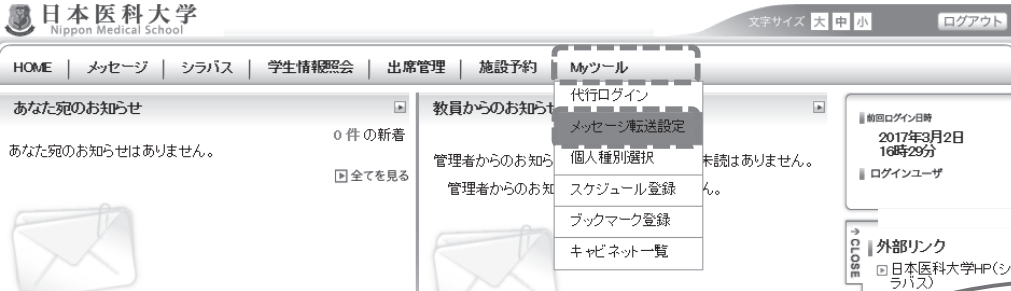 日本医科大学
Nippon Medical School
文字サイズ 大 中 小
ログアウト
HOME | メッセージ | シラバス | 学生情報照会 | 出席管理 | 施設予約 | Myツール
あなた宛のお知らせ
0 件 の新着
あなた宛のお知らせはありません。
全てを見る
教員からのお知らせ
管理者からのお知ら
未読はありません。
管理者からのお知
ん。
代行ログイン
メッセージ転送設定
個人種別選択
スケジュール登録
ブックマーク登録
キャビネット一覧
前回ログイン日時
2017年3月2日
16時29分
ログインユーザ
CLOSE
外部リンク
日本医科大学HP(シ
ラバス)